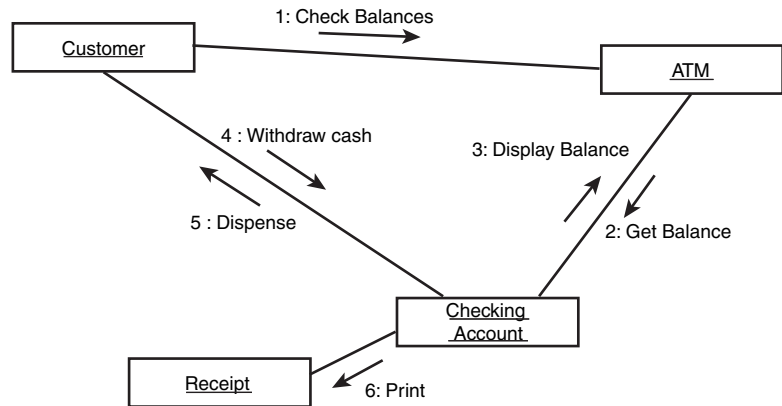 1: Check Balances
Customer
ATM
4 : Withdraw cash
3: Display Balance
5 : Dispense
2: Get Balance
Checking
Account
Receipt
6: Print